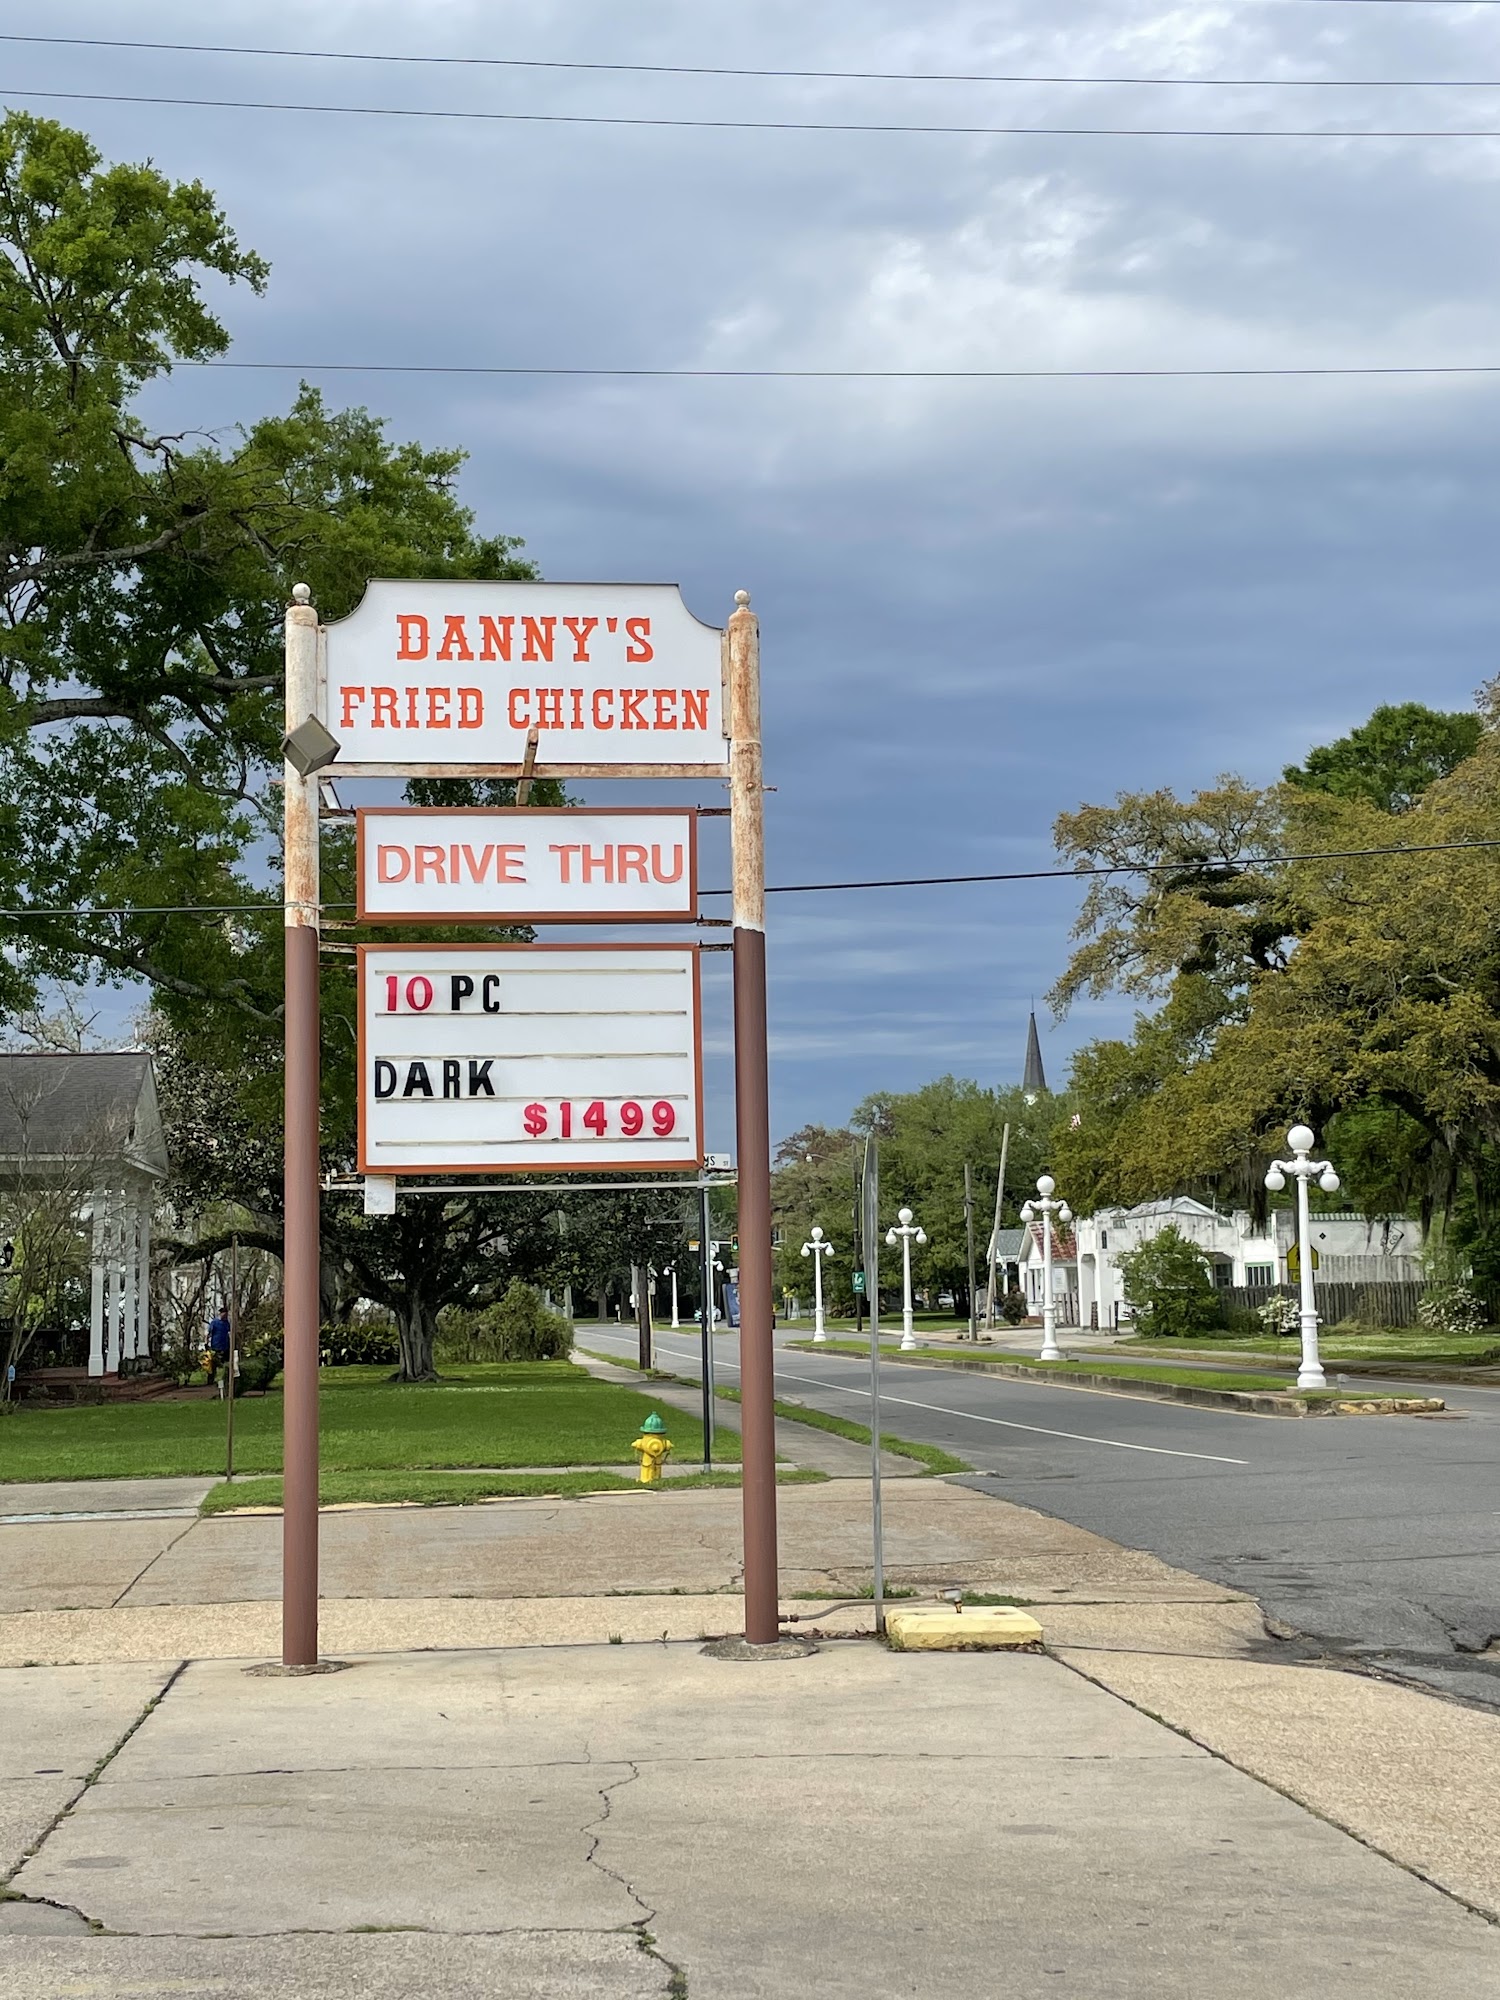 DANNY'S
FRIED CHICKEN
DRIVE THRU
10 PC
DARK
$1499